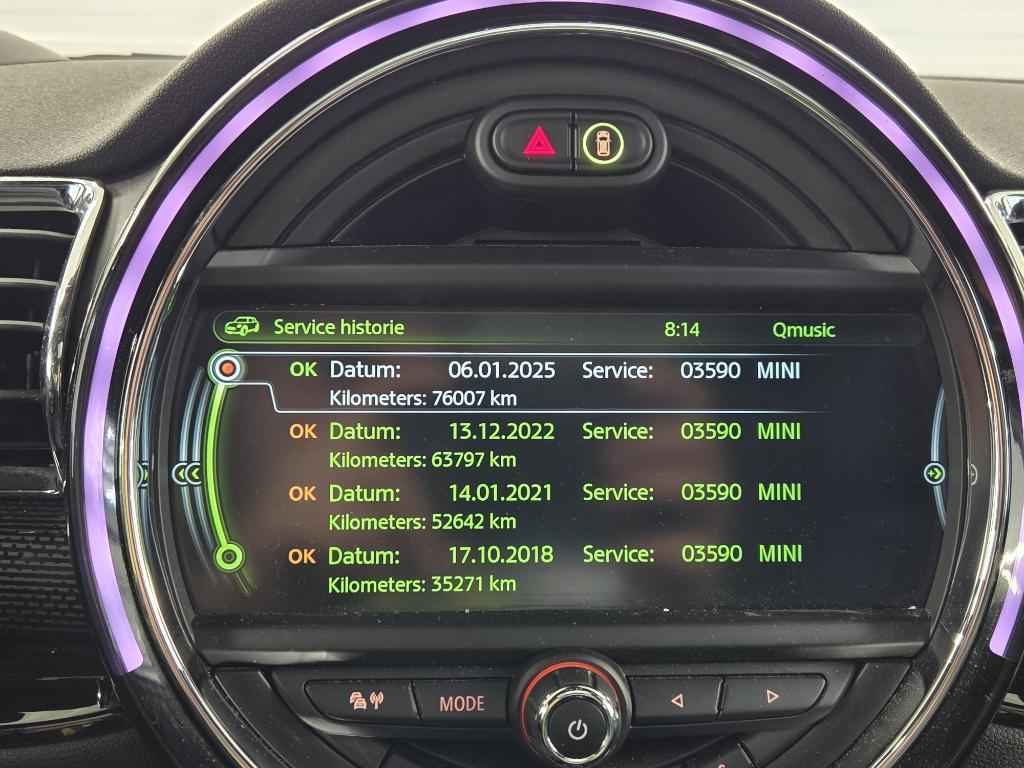 Service historie 8:14 Qmusic
OK Datum: 06.01.2025 Service: 03590 MINI
Kilometers: 76007 km
OK Datum: 13.12.2022 Service: 03590 MINI
Kilometers: 63797 km
OK Datum: 14.01.2021 Service: 03590 MINI
Kilometers: 52642 km
OK Datum: 17.10.2018 Service: 03590 MINI
Kilometers: 35271 km
MODE